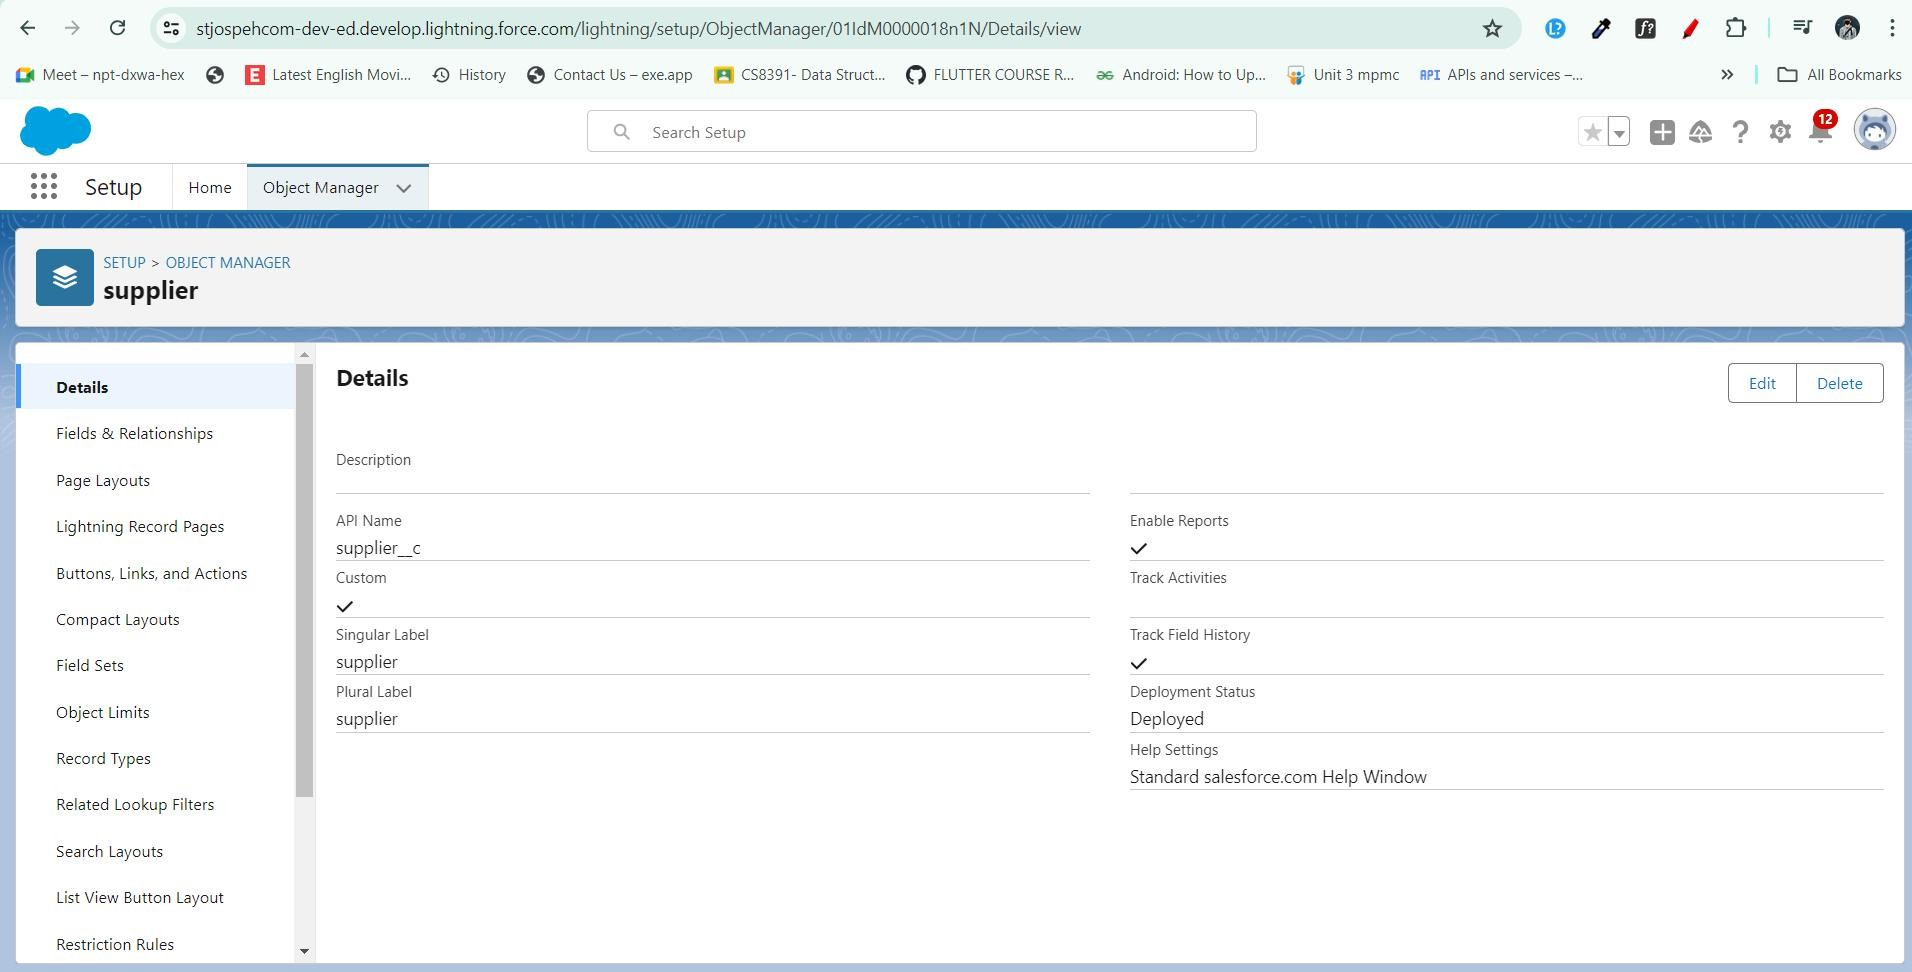 stjospehcom-dev-ed.develop.lightning.force.com/lightning/setup/ObjectManager/01IdM0000018n1N/Details/view
Meet – npt-dxwa-hex
Latest English Movi...
History
Contact Us – exe.app
CS8391- Data Struct...
FLUTTER COURSE R...
Android: How to Up...
Unit 3 mpmc
API APIs and services –...
All Bookmarks
Search Setup
12
Setup
Home
Object Manager
SETUP > OBJECT MANAGER
supplier
Details
Fields & Relationships
Page Layouts
Lightning Record Pages
Buttons, Links, and Actions
Compact Layouts
Field Sets
Object Limits
Record Types
Related Lookup Filters
Search Layouts
List View Button Layout
Restriction Rules
Details
Edit
Delete
Description
API Name
supplier__c
Custom
Singular Label
supplier
Plural Label
supplier
Enable Reports
Track Activities
Track Field History
Deployment Status
Deployed
Help Settings
Standard salesforce.com Help Window